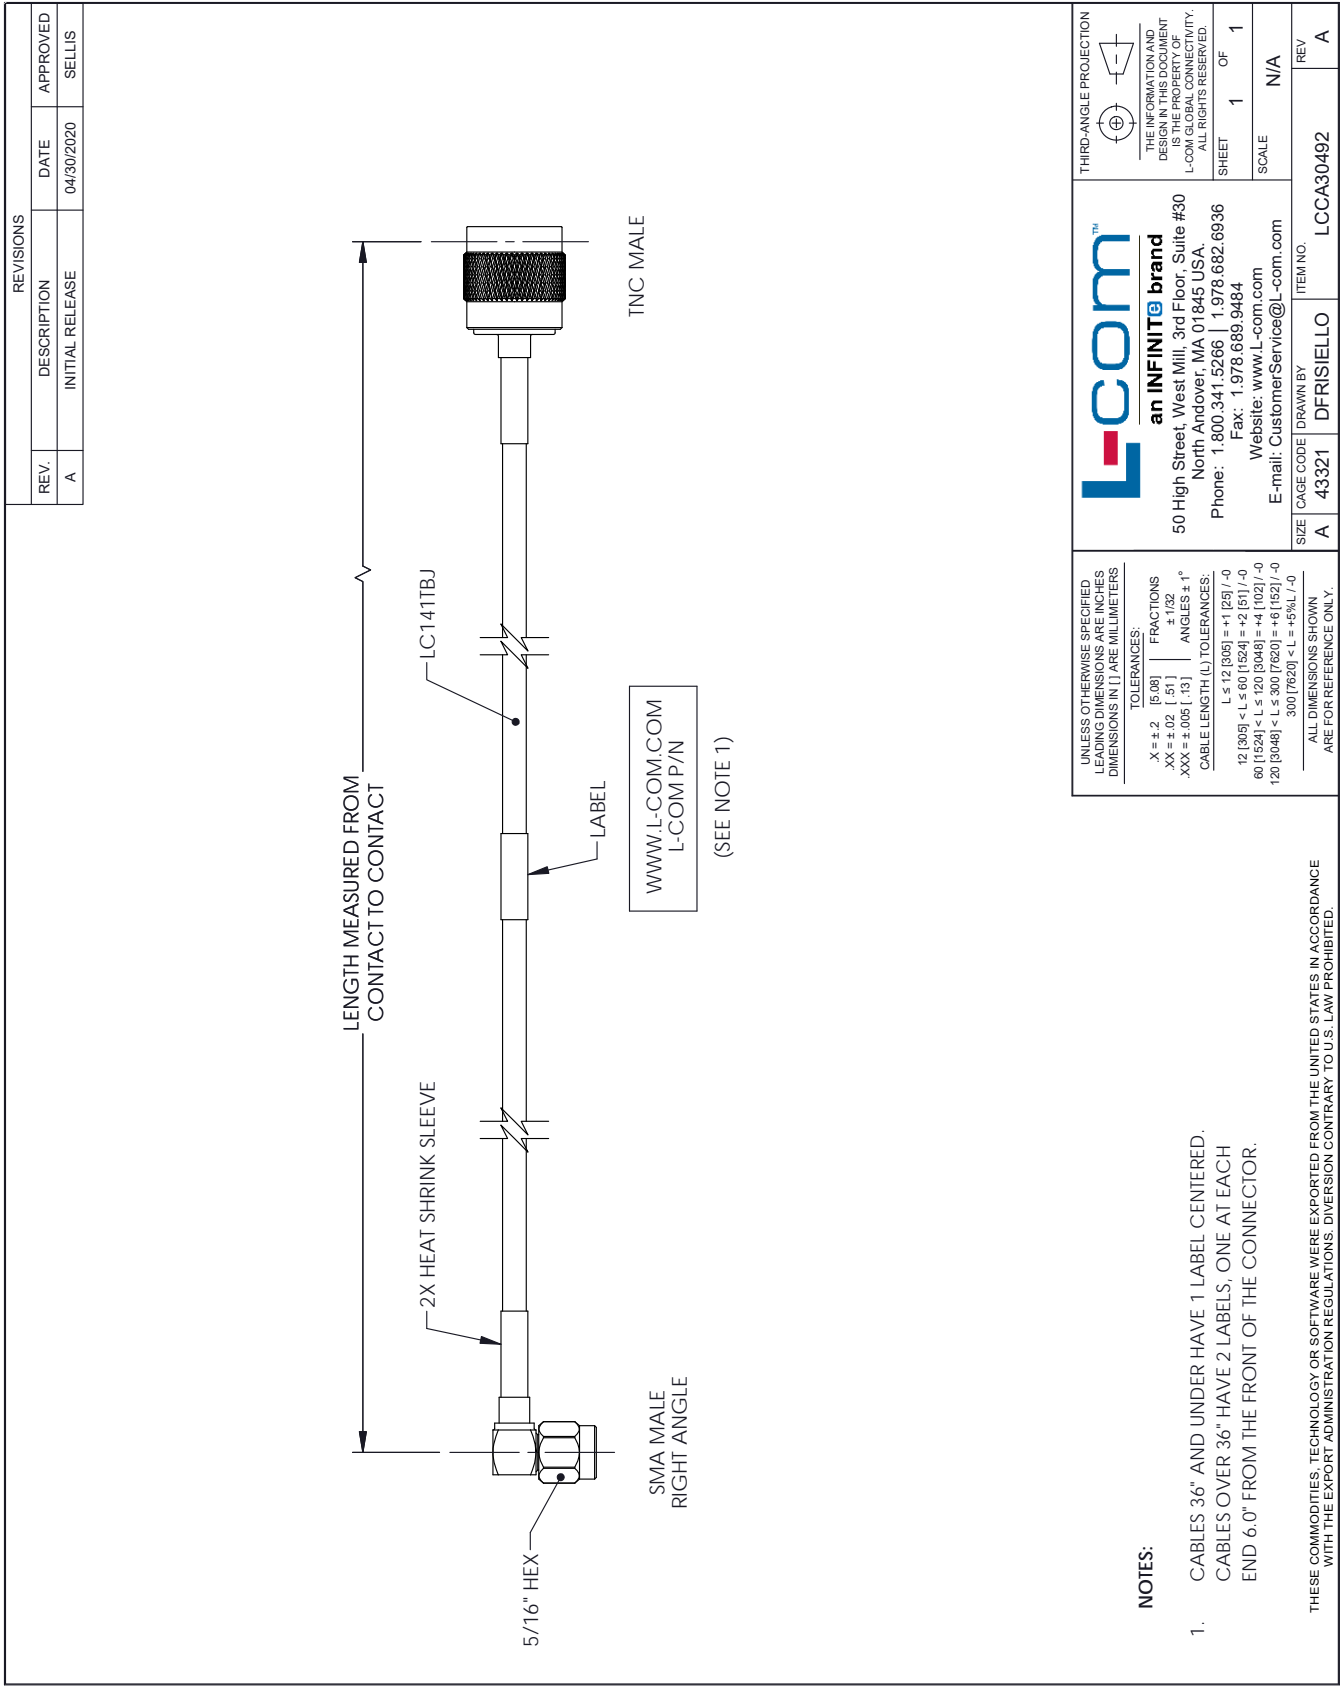 REVISIONS
REV. DESCRIPTION DATE APPROVED
A INITIAL RELEASE 04/30/2020 SELLIS
LENGTH MEASURED FROM
CONTACT TO CONTACT
2X HEAT SHRINK SLEEVE
LC141TBJ
5/16" HEX
LABEL
TNC MALE
SMA MALE
RIGHT ANGLE
WWW.L-COM.COM
L-COM P/N
(SEE NOTE 1)
NOTES:
1. CABLES 36" AND UNDER HAVE 1 LABEL CENTERED.
CABLES OVER 36" HAVE 2 LABELS, ONE AT EACH
END 6.0" FROM THE FRONT OF THE CONNECTOR.
THESE COMMODITIES, TECHNOLOGY OR SOFTWARE WERE EXPORTED FROM THE UNITED STATES IN ACCORDANCE
WITH THE EXPORT ADMINISTRATION REGULATIONS. DIVERSION CONTRARY TO U.S. LAW PROHIBITED.
UNLESS OTHERWISE SPECIFIED
LEADING DIMENSIONS ARE INCHES
DIMENSIONS IN [ ] ARE MILLIMETERS
TOLERANCES:
.X = ± .2 [5.08] FRACTIONS
.XX = ± .02 [ .51 ] ± 1/32
.XXX = ± .005 [ .13 ] ANGLES ± 1°
CABLE LENGTH (L) TOLERANCES:
L ≤ 12 [305] = +1 [25] / -0
12 [305] < L ≤ 60 [1524] = +2 [51] / -0
60 [1524] < L ≤ 120 [3048] = +4 [102] / -0
120 [3048] < L ≤ 300 [7620] = +6 [152] / -0
300 [7620] < L = +5%L / -0
ALL DIMENSIONS SHOWN
ARE FOR REFERENCE ONLY.
L-com™
an INFINITe brand
50 High Street, West Mill, 3rd Floor, Suite #30
North Andover, MA 01845 USA.
Phone: 1.800.341.5266 | 1.978.682.6936
Fax: 1.978.689.9484
Website: www.L-com.com
E-mail: CustomerService@L-com.com
THIRD-ANGLE PROJECTION
THE INFORMATION AND
DESIGN IN THIS DOCUMENT
IS THE PROPERTY OF
L-COM GLOBAL CONNECTIVITY.
ALL RIGHTS RESERVED.
SHEET 1 OF 1
SCALE N/A
SIZE A
CAGE CODE 43321
DRAWN BY DFRISIELLO
ITEM NO. LCCA30492
REV A